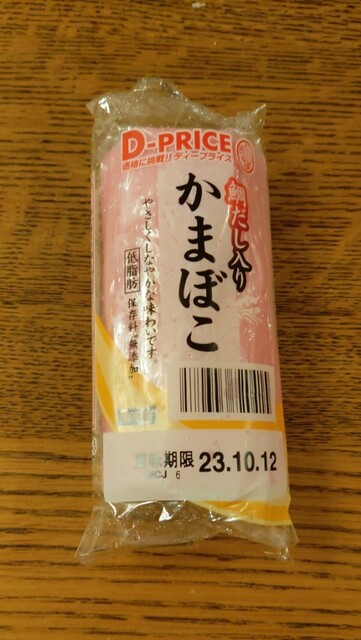 D-PRICE
価格に挑戦!! ディープライス
鯛だし入り
かまぼこ
やさしくしなやかな味わいです。
低脂肪 保存料無添加
賞味期限 23.10.12